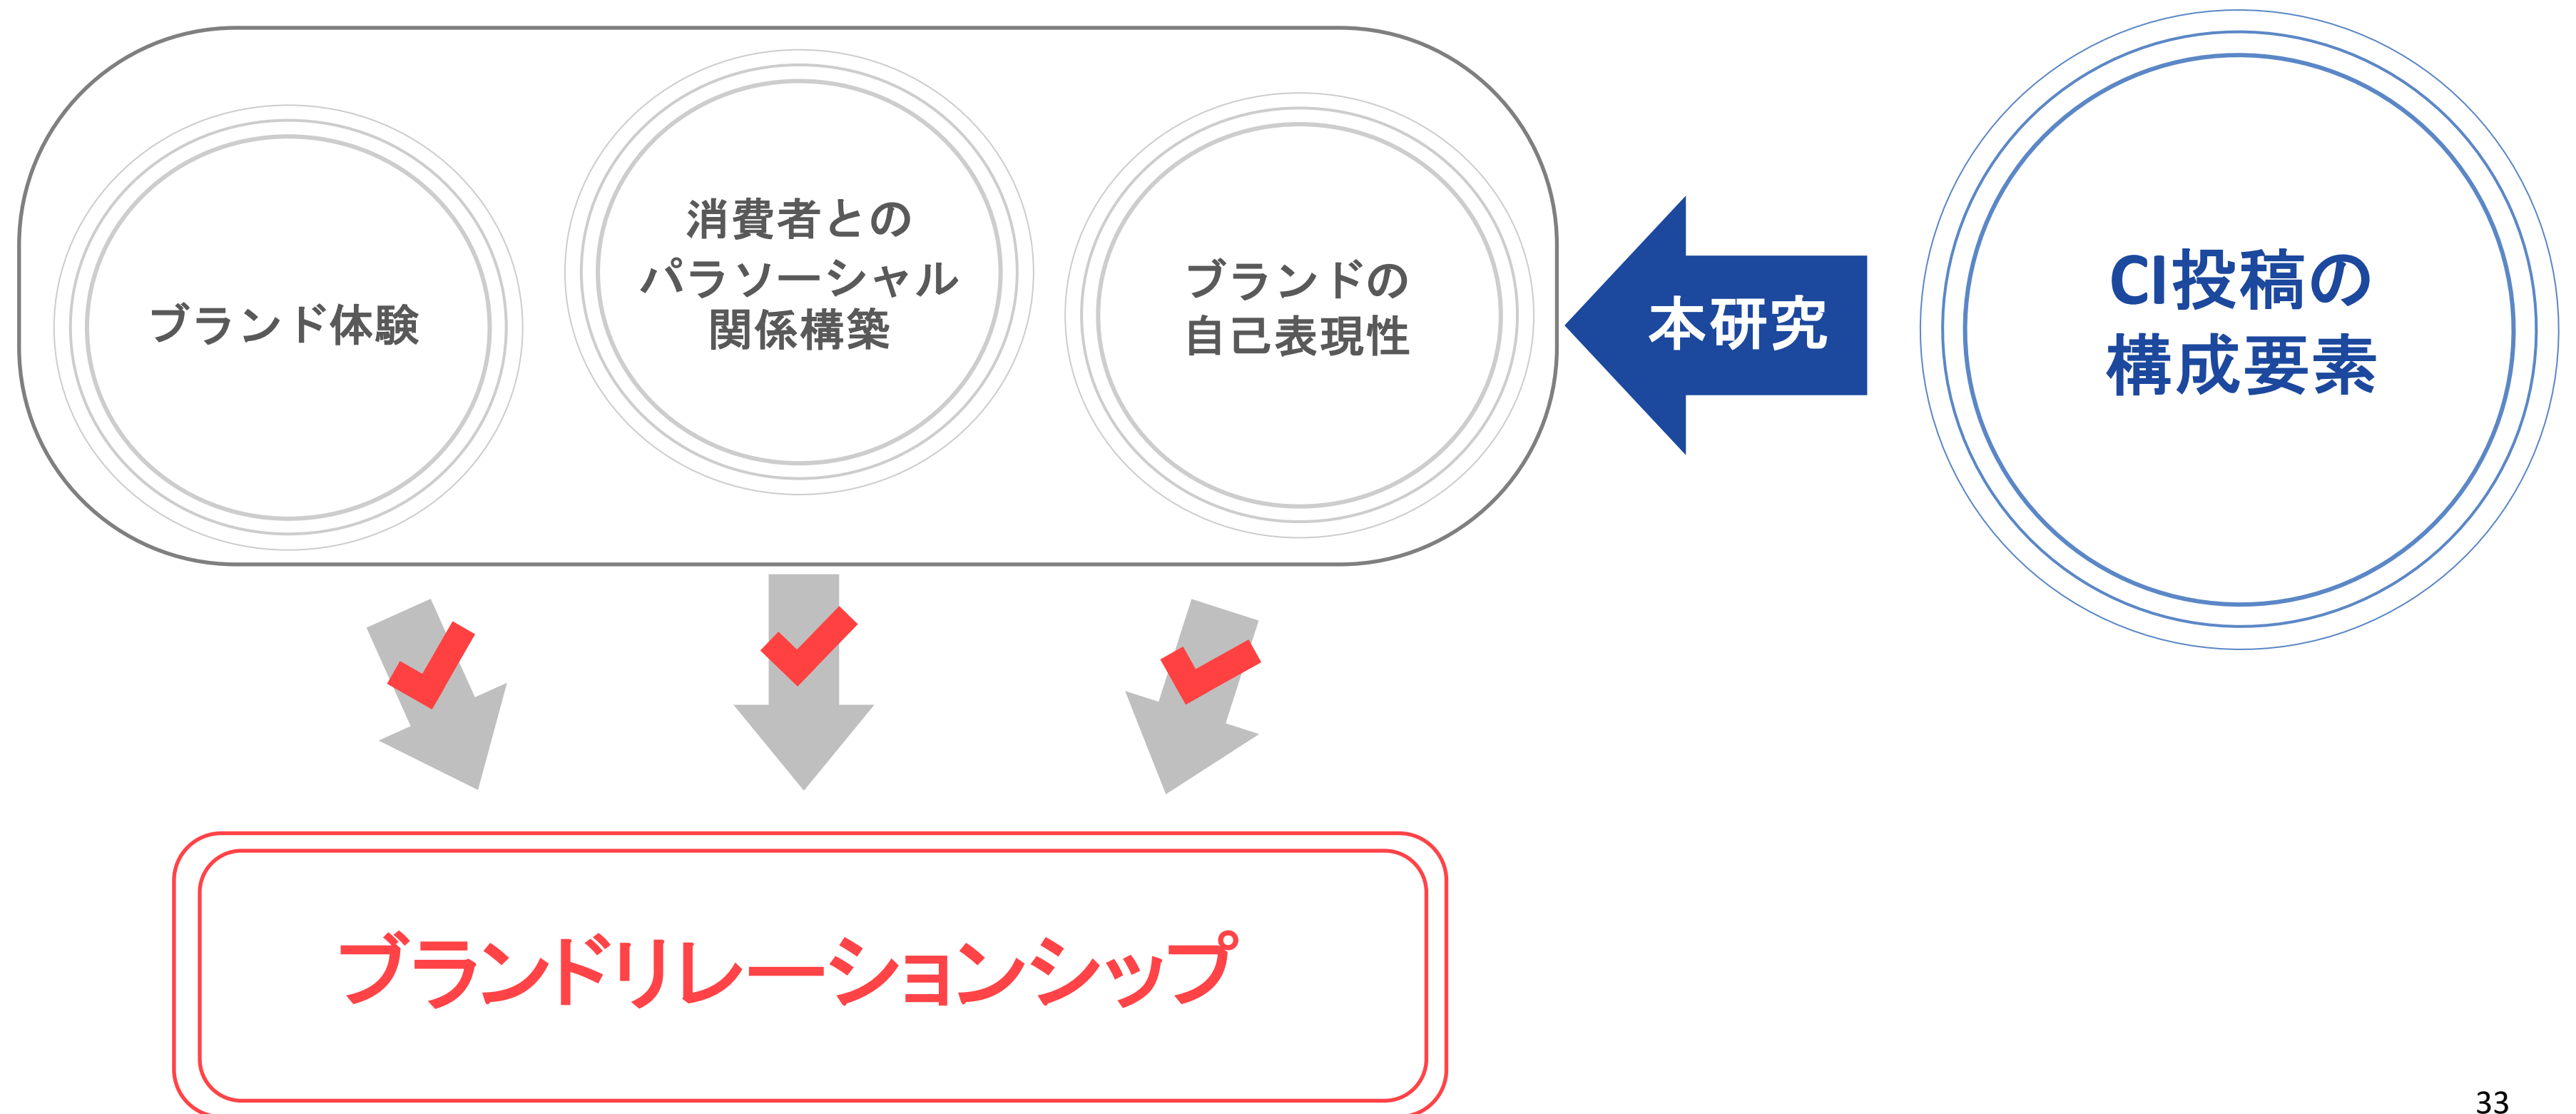 ブランド体験
消費者との
パラソーシャル
関係構築
ブランドの
自己表現性
本研究
CI投稿の
構成要素
ブランドリレーションシップ
33